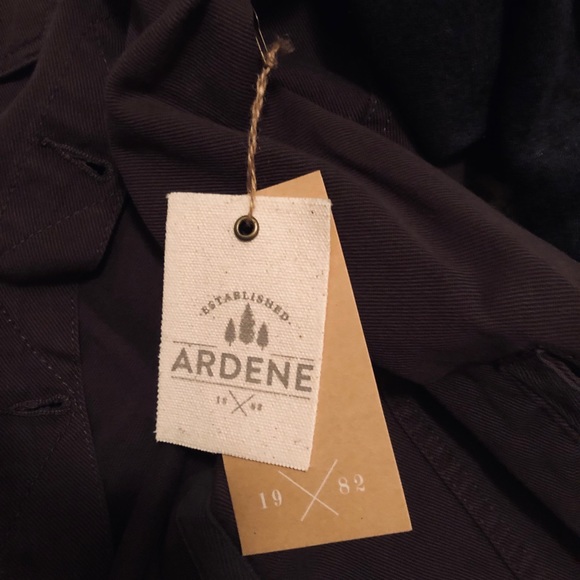 ·ESTABLISHED·
ARDENE
19 82
19 82